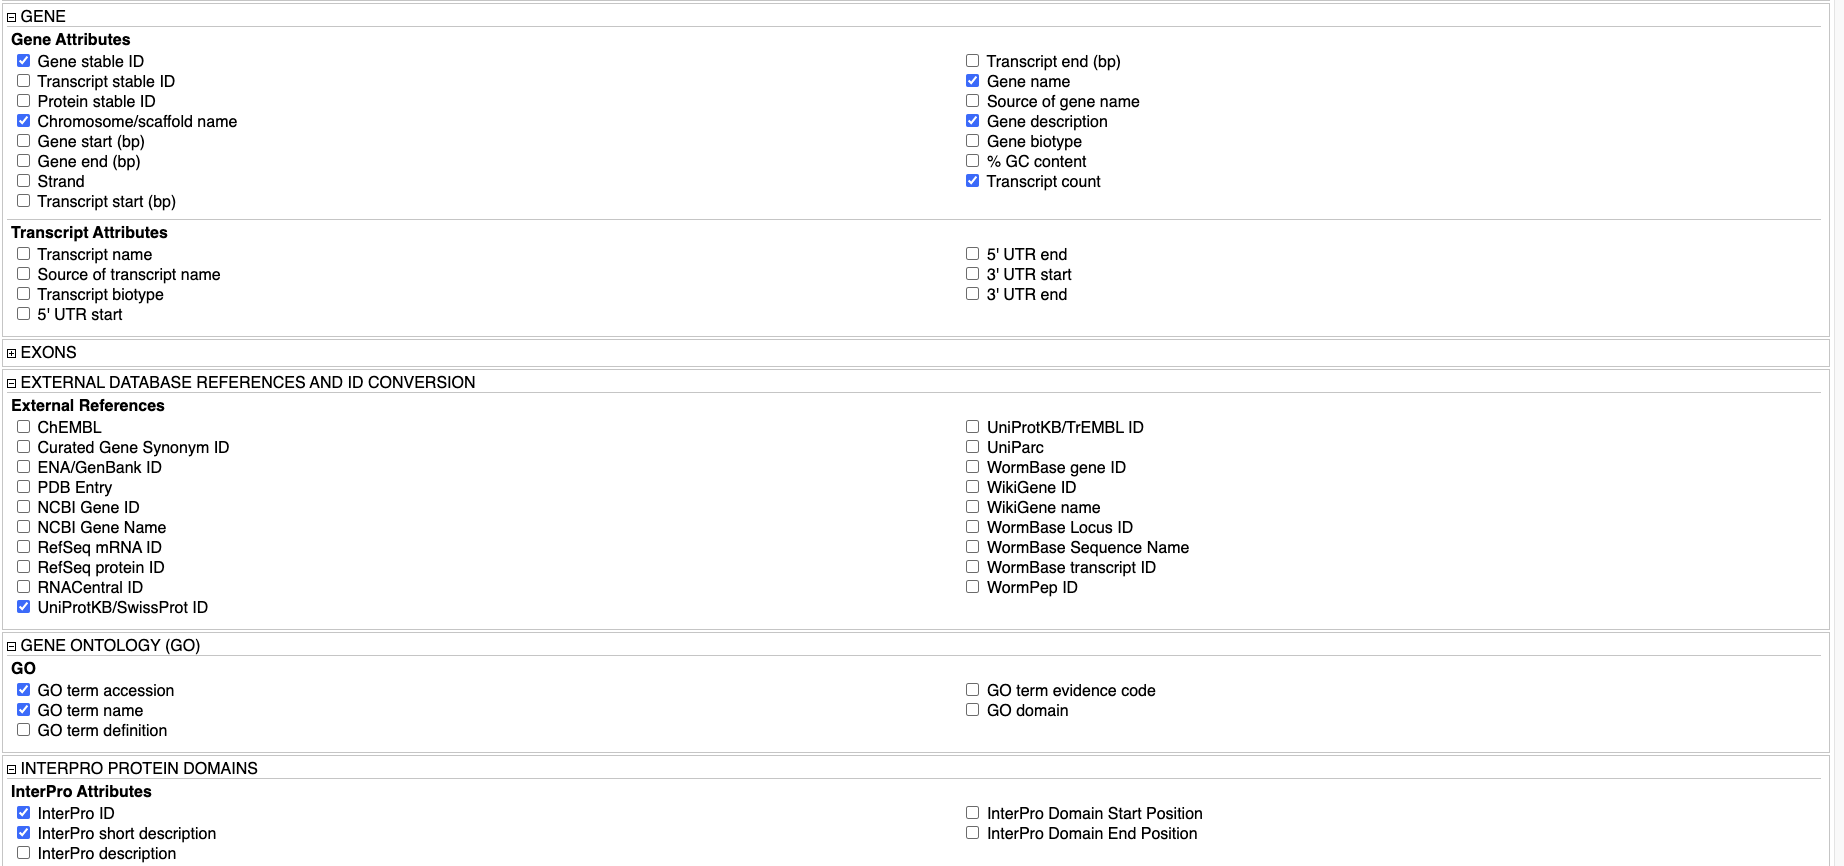 GENE
Gene Attributes
Gene stable ID
Transcript stable ID
Protein stable ID
Chromosome/scaffold name
Gene start (bp)
Gene end (bp)
Strand
Transcript start (bp)
Transcript end (bp)
Gene name
Source of gene name
Gene description
Gene biotype
% GC content
Transcript count
Transcript Attributes
Transcript name
Source of transcript name
Transcript biotype
5' UTR start
5' UTR end
3' UTR start
3' UTR end
EXONS
EXTERNAL DATABASE REFERENCES AND ID CONVERSION
External References
ChEMBL
Curated Gene Synonym ID
ENA/GenBank ID
PDB Entry
NCBI Gene ID
NCBI Gene Name
RefSeq mRNA ID
RefSeq protein ID
RNACentral ID
UniProtKB/SwissProt ID
UniProtKB/TrEMBL ID
UniParc
WormBase gene ID
WikiGene ID
WikiGene name
WormBase Locus ID
WormBase Sequence Name
WormBase transcript ID
WormPep ID
GENE ONTOLOGY (GO)
GO
GO term accession
GO term name
GO term definition
GO term evidence code
GO domain
INTERPRO PROTEIN DOMAINS
InterPro Attributes
InterPro ID
InterPro short description
InterPro description
InterPro Domain Start Position
InterPro Domain End Position